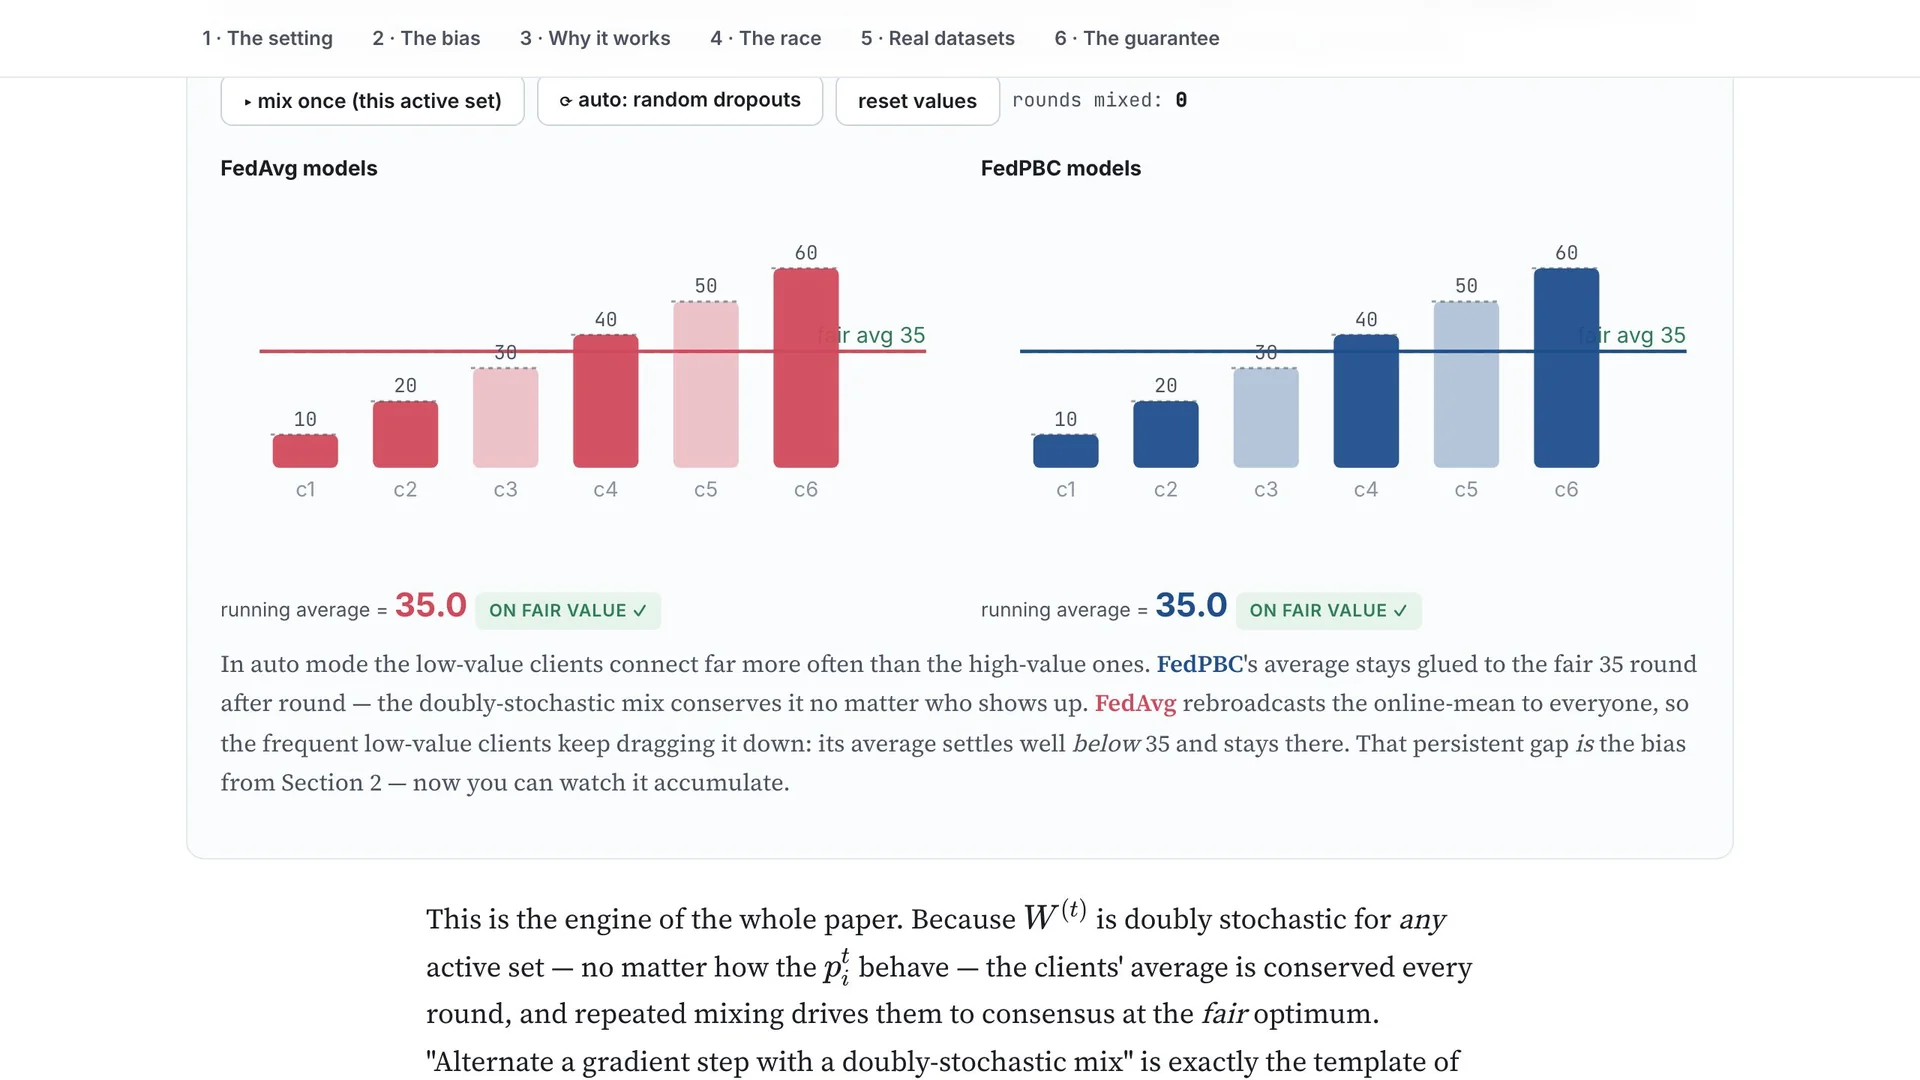 1 · The setting 2 · The bias 3 · Why it works 4 · The race 5 · Real datasets 6 · The guarantee
▸ mix once (this active set) ⟳ auto: random dropouts reset values rounds mixed: 0
FedAvg models
60
50
40
fair avg 35
30
20
10
c1 c2 c3 c4 c5 c6
running average = 35.0 ON FAIR VALUE ✓
FedPBC models
60
50
40
fair avg 35
30
20
10
c1 c2 c3 c4 c5 c6
running average = 35.0 ON FAIR VALUE ✓
In auto mode the low-value clients connect far more often than the high-value ones. FedPBC's average stays glued to the fair 35 round
after round — the doubly-stochastic mix conserves it no matter who shows up. FedAvg rebroadcasts the online-mean to everyone, so
the frequent low-value clients keep dragging it down: its average settles well below 35 and stays there. That persistent gap is the bias
from Section 2 — now you can watch it accumulate.
This is the engine of the whole paper. Because W^(t) is doubly stochastic for any
active set — no matter how the p_i^t behave — the clients' average is conserved every
round, and repeated mixing drives them to consensus at the fair optimum.
"Alternate a gradient step with a doubly-stochastic mix" is exactly the template of